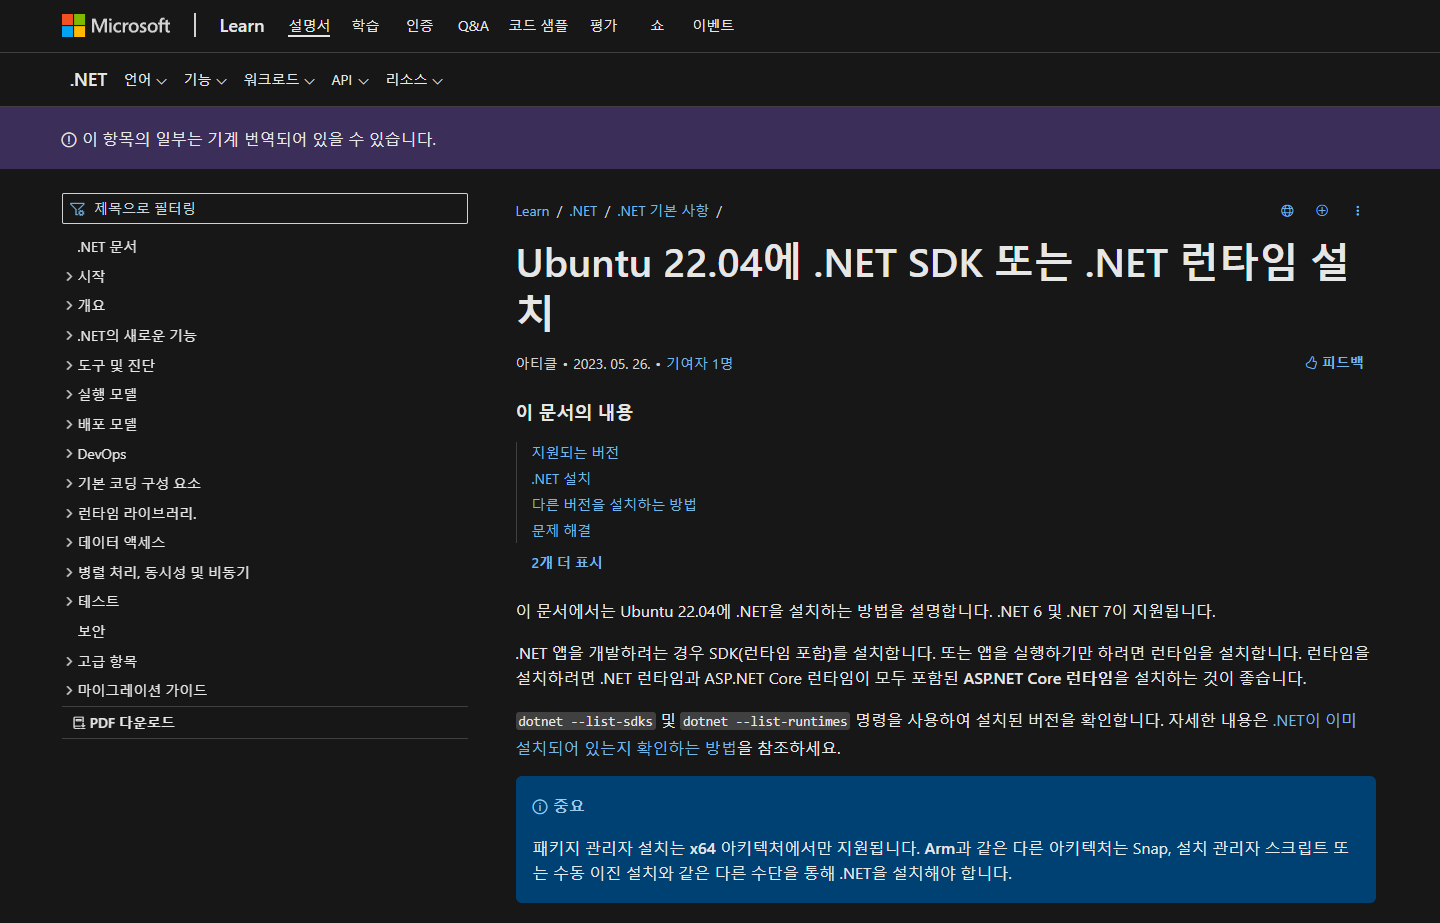 Microsoft
Learn 설명서 학습 인증 Q&A 코드 샘플 평가 쇼 이벤트
.NET 언어 기능 워크로드 API 리소스
이 항목의 일부는 기계 번역되어 있을 수 있습니다.
제목으로 필터링
.NET 문서
시작
개요
.NET의 새로운 기능
도구 및 진단
실행 모델
배포 모델
DevOps
기본 코딩 구성 요소
런타임 라이브러리.
데이터 액세스
병렬 처리, 동시성 및 비동기
테스트
보안
고급 항목
마이그레이션 가이드
PDF 다운로드
Learn / .NET / .NET 기본 사항 /
Ubuntu 22.04에 .NET SDK 또는 .NET 런타임 설
치
아티클 • 2023. 05. 26. • 기여자 1명
피드백
이 문서의 내용
지원되는 버전
.NET 설치
다른 버전을 설치하는 방법
문제 해결
2개 더 표시
이 문서에서는 Ubuntu 22.04에 .NET을 설치하는 방법을 설명합니다. .NET 6 및 .NET 7이 지원됩니다.
.NET 앱을 개발하려는 경우 SDK(런타임 포함)를 설치합니다. 또는 앱을 실행하기만 하려면 런타임을 설치합니다. 런타임을
설치하려면 .NET 런타임과 ASP.NET Core 런타임이 모두 포함된 ASP.NET Core 런타임을 설치하는 것이 좋습니다.
dotnet --list-sdks 및 dotnet --list-runtimes 명령을 사용하여 설치된 버전을 확인합니다. 자세한 내용은 .NET이 이미
설치되어 있는지 확인하는 방법을 참조하세요.
중요
패키지 관리자 설치는 x64 아키텍처에서만 지원됩니다. Arm과 같은 다른 아키텍처는 Snap, 설치 관리자 스크립트 또
는 수동 이진 설치와 같은 다른 수단을 통해 .NET을 설치해야 합니다.